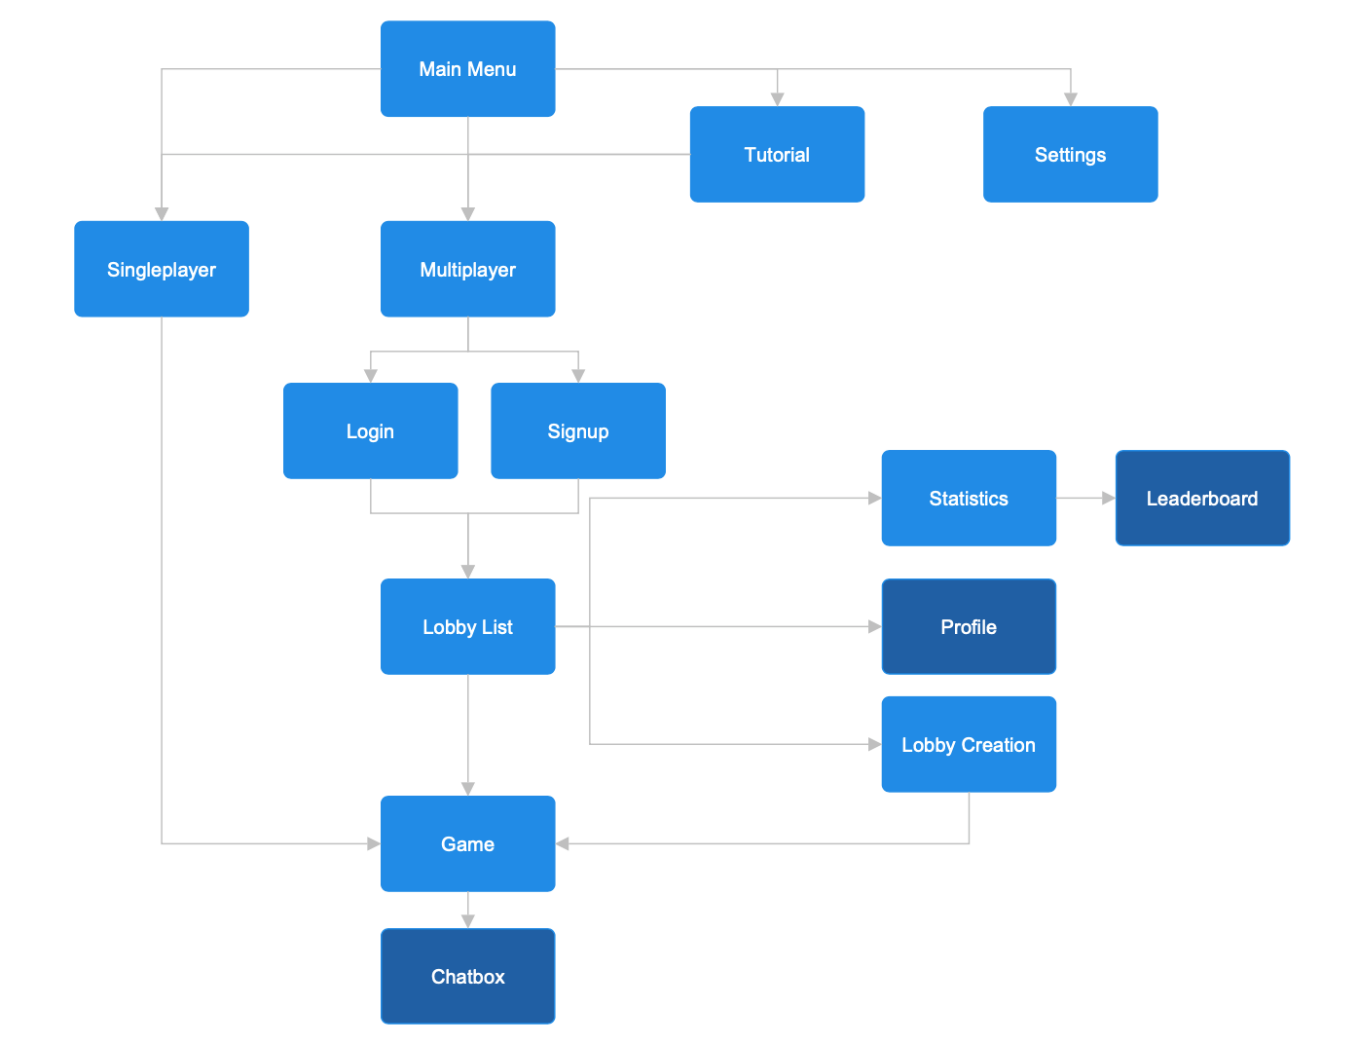 Main Menu
Tutorial
Settings
Singleplayer
Multiplayer
Login
Signup
Statistics
Leaderboard
Lobby List
Profile
Lobby Creation
Game
Chatbox